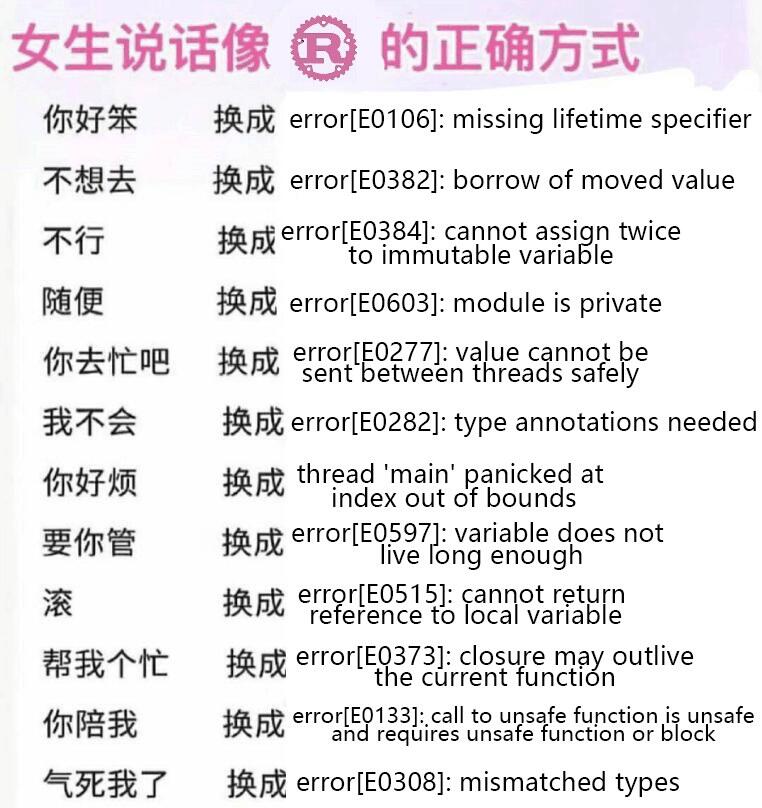 女生说话像 R 的正确方式
你好笨 换成 error[E0106]: missing lifetime specifier
不想去 换成 error[E0382]: borrow of moved value
不行 换成 error[E0384]: cannot assign twice
to immutable variable
随便 换成 error[E0603]: module is private
你去忙吧 换成 error[E0277]: value cannot be
sent between threads safely
我不会 换成 error[E0282]: type annotations needed
你好烦 换成 thread 'main' panicked at
index out of bounds
要你管 换成 error[E0597]: variable does not
live long enough
滚 换成 error[E0515]: cannot return
reference to local variable
帮我个忙 换成 error[E0373]: closure may outlive
the current function
你陪我 换成 error[E0133]: call to unsafe function is unsafe
and requires unsafe function or block
气死我了 换成 error[E0308]: mismatched types